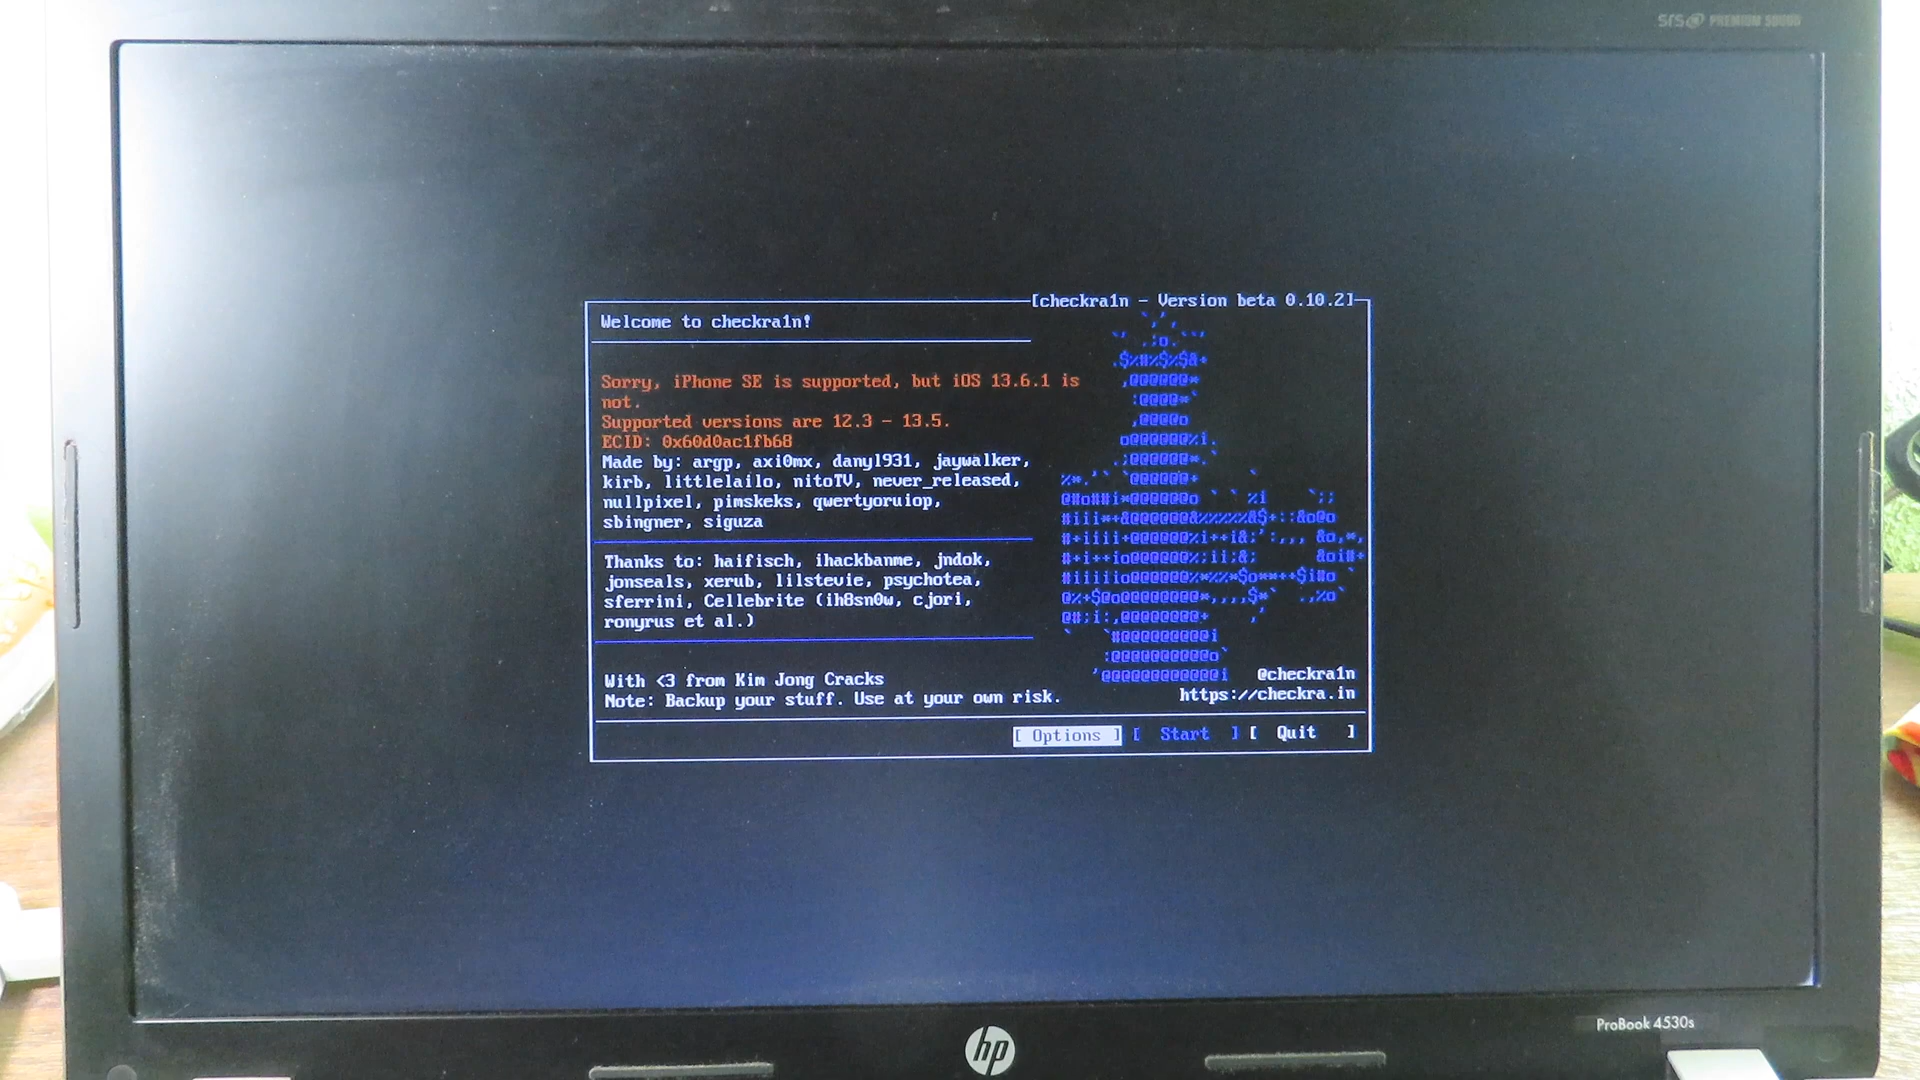 srs PREMIUM SOUND
[checkra1n - Version beta 0.10.2]
Welcome to checkra1n!
Sorry, iPhone SE is supported, but iOS 13.6.1 is
not.
Supported versions are 12.3 - 13.5.
ECID: 0x60d0ac1fb68
Made by: argp, axi0mx, danyl931, jaywalker,
kirb, littlelailo, nitoTV, never_released,
nullpixel, pimskeks, qwertyoruiop,
sbingner, siguza
Thanks to: haifisch, ihackbanme, jndok,
jonseals, xerub, lilstevie, psychotea,
sferrini, Cellebrite (ih8sn0w, cjori,
ronyrus et al.)
With <3 from Kim Jong Cracks
Note: Backup your stuff. Use at your own risk.
@checkra1n
https://checkra.in
[ Options ] [ Start ] [ Quit ]
ProBook 4530s
hp